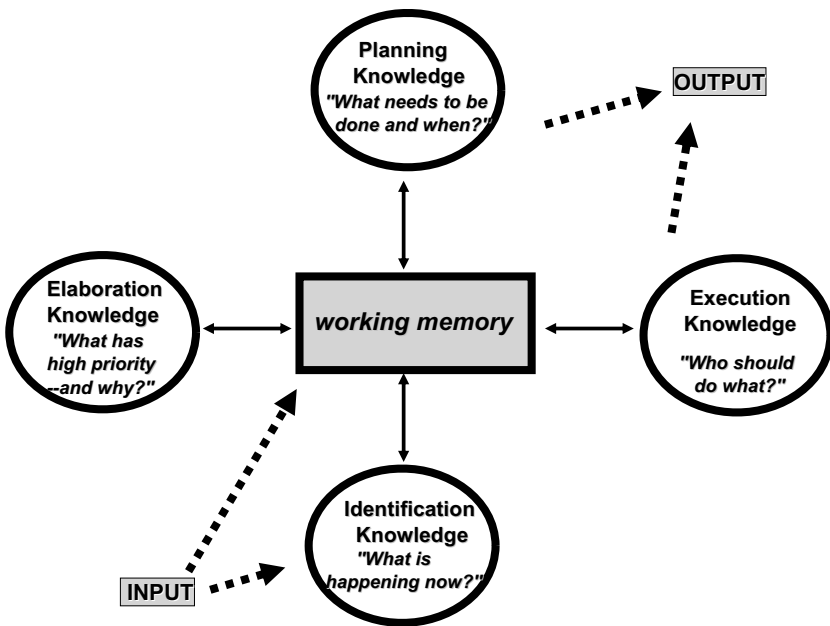 Planning
Knowledge
"What needs to be
done and when?"
OUTPUT
Elaboration
Knowledge
"What has
high priority
--and why?"
working memory
Execution
Knowledge
"Who should
do what?"
Identification
Knowledge
"What is
happening now?"
INPUT